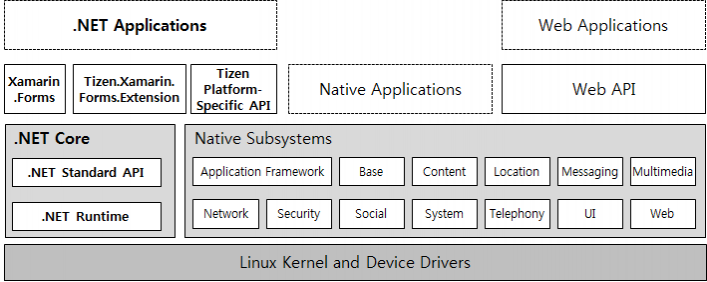 .NET Applications
Web Applications
Xamarin
.Forms
Tizen.Xamarin.
Forms.Extension
Tizen
Platform-
Specific API
Native Applications
Web API
.NET Core
.NET Standard API
.NET Runtime
Native Subsystems
Application Framework
Base
Content
Location
Messaging
Multimedia
Network
Security
Social
System
Telephony
UI
Web
Linux Kernel and Device Drivers